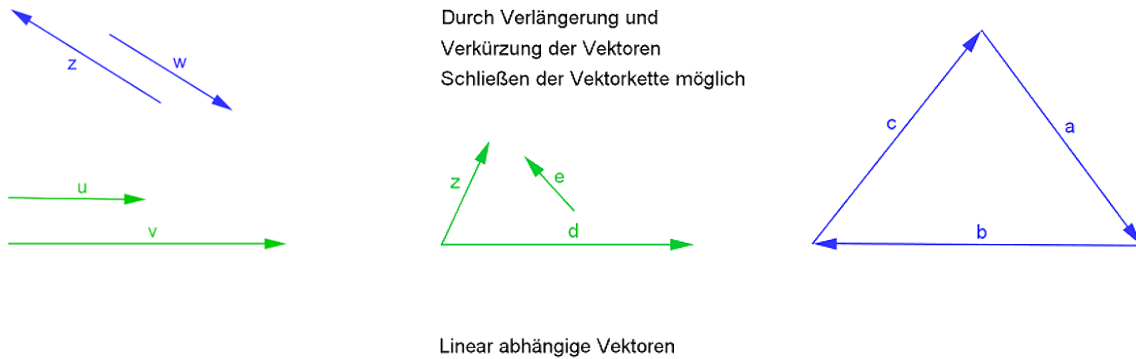 Durch Verlängerung und
Verkürzung der Vektoren
Schließen der Vektorkette möglich
z
w
u
v
z
e
d
c
a
b
Linear abhängige Vektoren